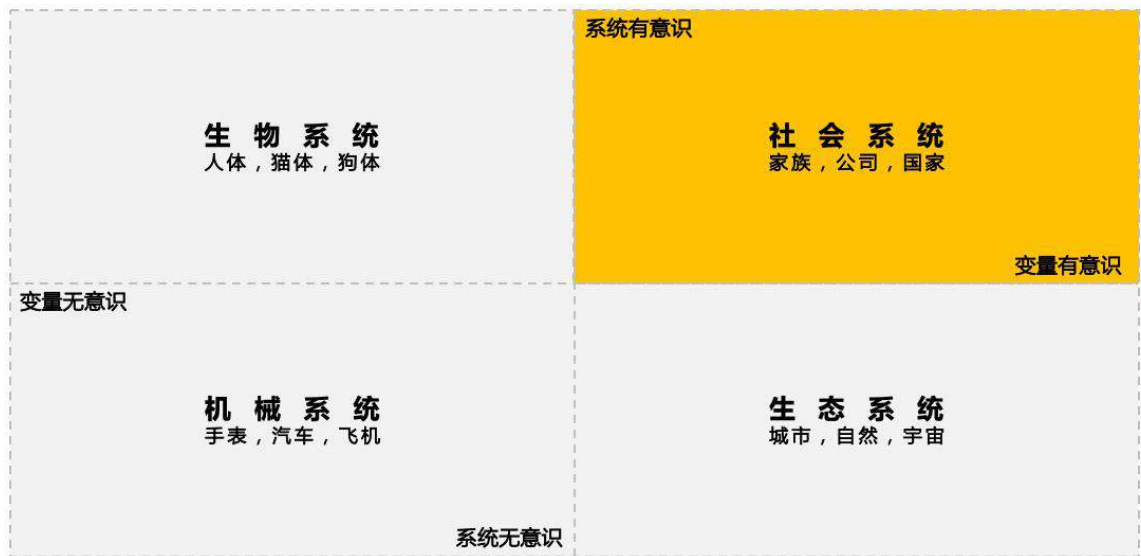 系统有意识
生物系统
人体，猫体，狗体
社会系统
家族，公司，国家
变量有意识
变量无意识
机械系统
手表，汽车，飞机
生态系统
城市，自然，宇宙
系统无意识